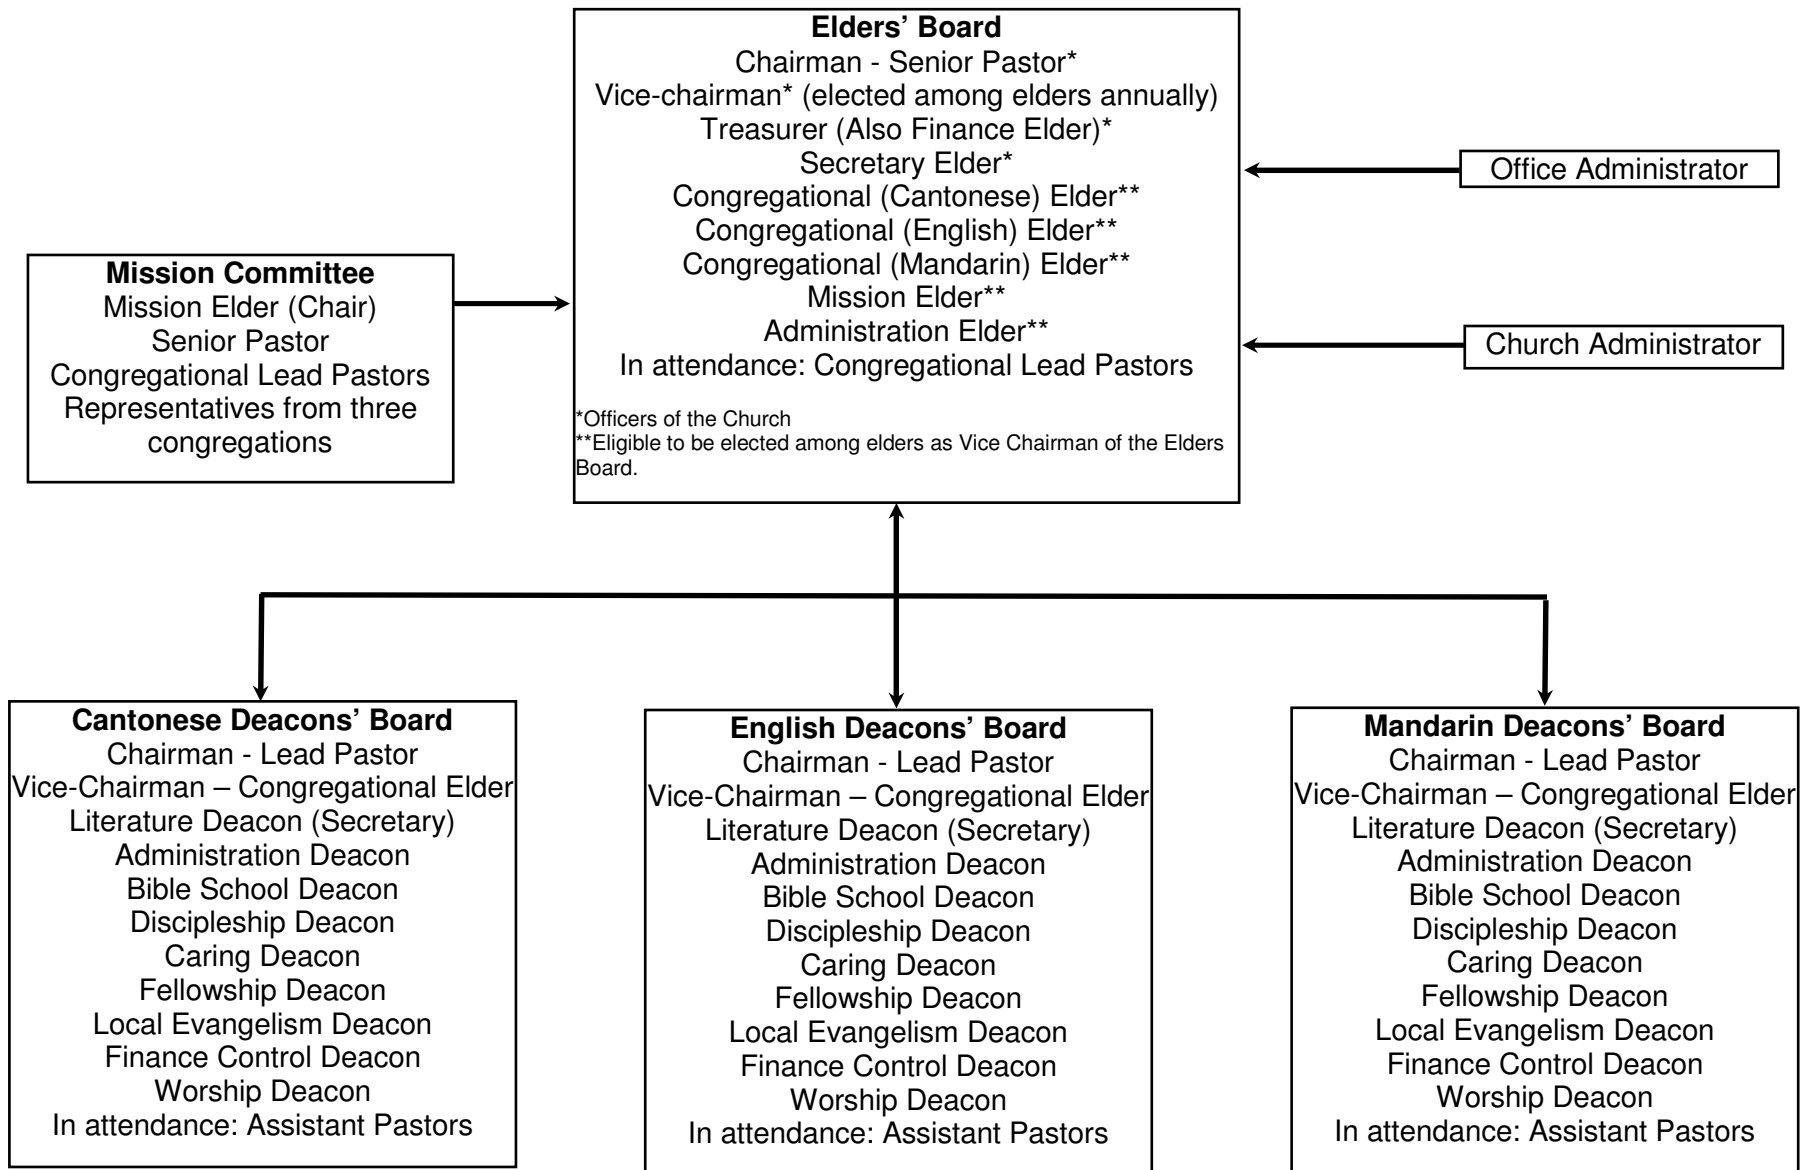 Elders’ Board
Chairman - Senior Pastor*
Vice-chairman* (elected among elders annually)
Treasurer (Also Finance Elder)*
Secretary Elder*
Congregational (Cantonese) Elder**
Congregational (English) Elder**
Congregational (Mandarin) Elder**
Mission Elder**
Administration Elder**
In attendance: Congregational Lead Pastors
*Officers of the Church
**Eligible to be elected among elders as Vice Chairman of the Elders
Board.
Office Administrator
Church Administrator
Mission Committee
Mission Elder (Chair)
Senior Pastor
Congregational Lead Pastors
Representatives from three
congregations
Cantonese Deacons’ Board
Chairman - Lead Pastor
Vice-Chairman – Congregational Elder
Literature Deacon (Secretary)
Administration Deacon
Bible School Deacon
Discipleship Deacon
Caring Deacon
Fellowship Deacon
Local Evangelism Deacon
Finance Control Deacon
Worship Deacon
In attendance: Assistant Pastors
English Deacons’ Board
Chairman - Lead Pastor
Vice-Chairman – Congregational Elder
Literature Deacon (Secretary)
Administration Deacon
Bible School Deacon
Discipleship Deacon
Caring Deacon
Fellowship Deacon
Local Evangelism Deacon
Finance Control Deacon
Worship Deacon
In attendance: Assistant Pastors
Mandarin Deacons’ Board
Chairman - Lead Pastor
Vice-Chairman – Congregational Elder
Literature Deacon (Secretary)
Administration Deacon
Bible School Deacon
Discipleship Deacon
Caring Deacon
Fellowship Deacon
Local Evangelism Deacon
Finance Control Deacon
Worship Deacon
In attendance: Assistant Pastors